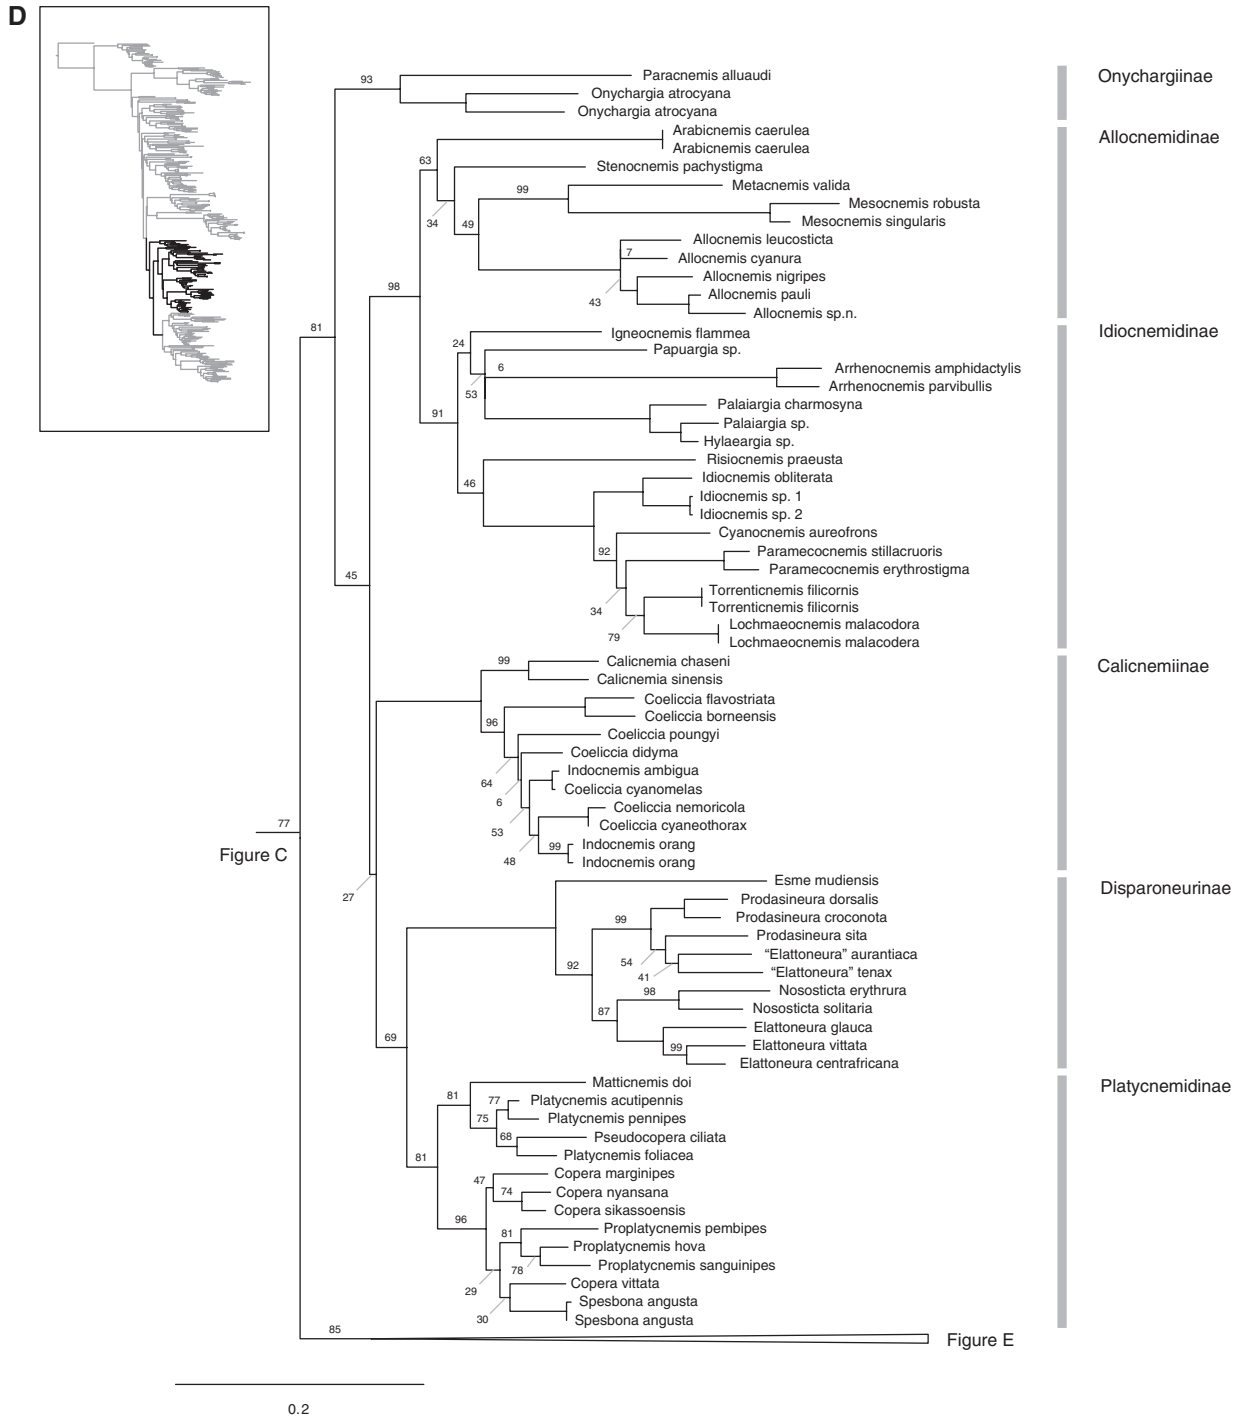 D
93
Paracnemis alluaudi
Onychargia atrocyana
Onychargia atrocyana
Onychargiinae
Arabicnemis caerulea
Arabicnemis caerulea
Allocnemidinae
63
Stenocnemis pachystigma
34
99
Metacnemis valida
Mesocnemis robusta
Mesocnemis singularis
49
Allocnemis leucosticta
7
Allocnemis cyanura
Allocnemis nigripes
43
Allocnemis pauli
Allocnemis sp.n.
98
81
Igneocnemis flammea
Idiocnemidinae
24
Papuargia sp.
6
53
Arrhenocnemis amphidactylis
Arrhenocnemis parvibullis
91
Palaiargia charmosyna
Palaiargia sp.
Hylaeargia sp.
Risiocnemis praeusta
46
Idiocnemis obliterata
Idiocnemis sp. 1
Idiocnemis sp. 2
Cyanocnemis aureofrons
92
Paramecocnemis stillacruoris
Paramecocnemis erythrostigma
45
34
Torrenticnemis filicornis
Torrenticnemis filicornis
79
Lochmaeocnemis malacodora
Lochmaeocnemis malacodera
99
Calicnemia chaseni
Calicnemia sinensis
Calicnemiinae
Coeliccia flavostriata
Coeliccia borneensis
96
Coeliccia poungyi
Coeliccia didyma
64
Indocnemis ambigua
Coeliccia cyanomelas
6
Coeliccia nemoricola
Coeliccia cyaneothorax
53
Indocnemis orang
99
Indocnemis orang
48
77
Figure C
27
Esme mudiensis
Disparoneurinae
Prodasineura dorsalis
Prodasineura croconota
99
Prodasineura sita
54
“Elattoneura” aurantiaca
41
“Elattoneura” tenax
92
98
Nososticta erythrura
Nososticta solitaria
87
Elattoneura glauca
99
Elattoneura vittata
Elattoneura centrafricana
69
Matticnemis doi
Platycnemidinae
81
77
Platycnemis acutipennis
75
Platycnemis pennipes
68
Pseudocopera ciliata
Platycnemis foliacea
81
Copera marginipes
47
74
Copera nyansana
Copera sikassoensis
96
81
Proplatycnemis pembipes
Proplatycnemis hova
78
Proplatycnemis sanguinipes
29
Copera vittata
Spesbona angusta
30
Spesbona angusta
85
Figure E
0.2